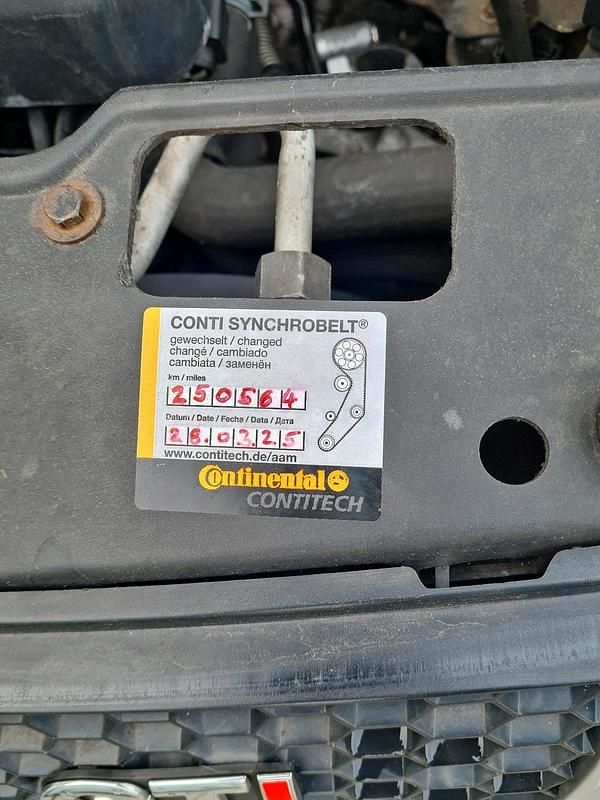 CONTI SYNCHROBELT®
gewechselt / changed
changé / cambiado
cambiata / заменён
km / miles
250564
Datum / Date / Fecha / Data / Дата
28.03.25
www.contitech.de/aam
Continental
CONTITECH
GTI